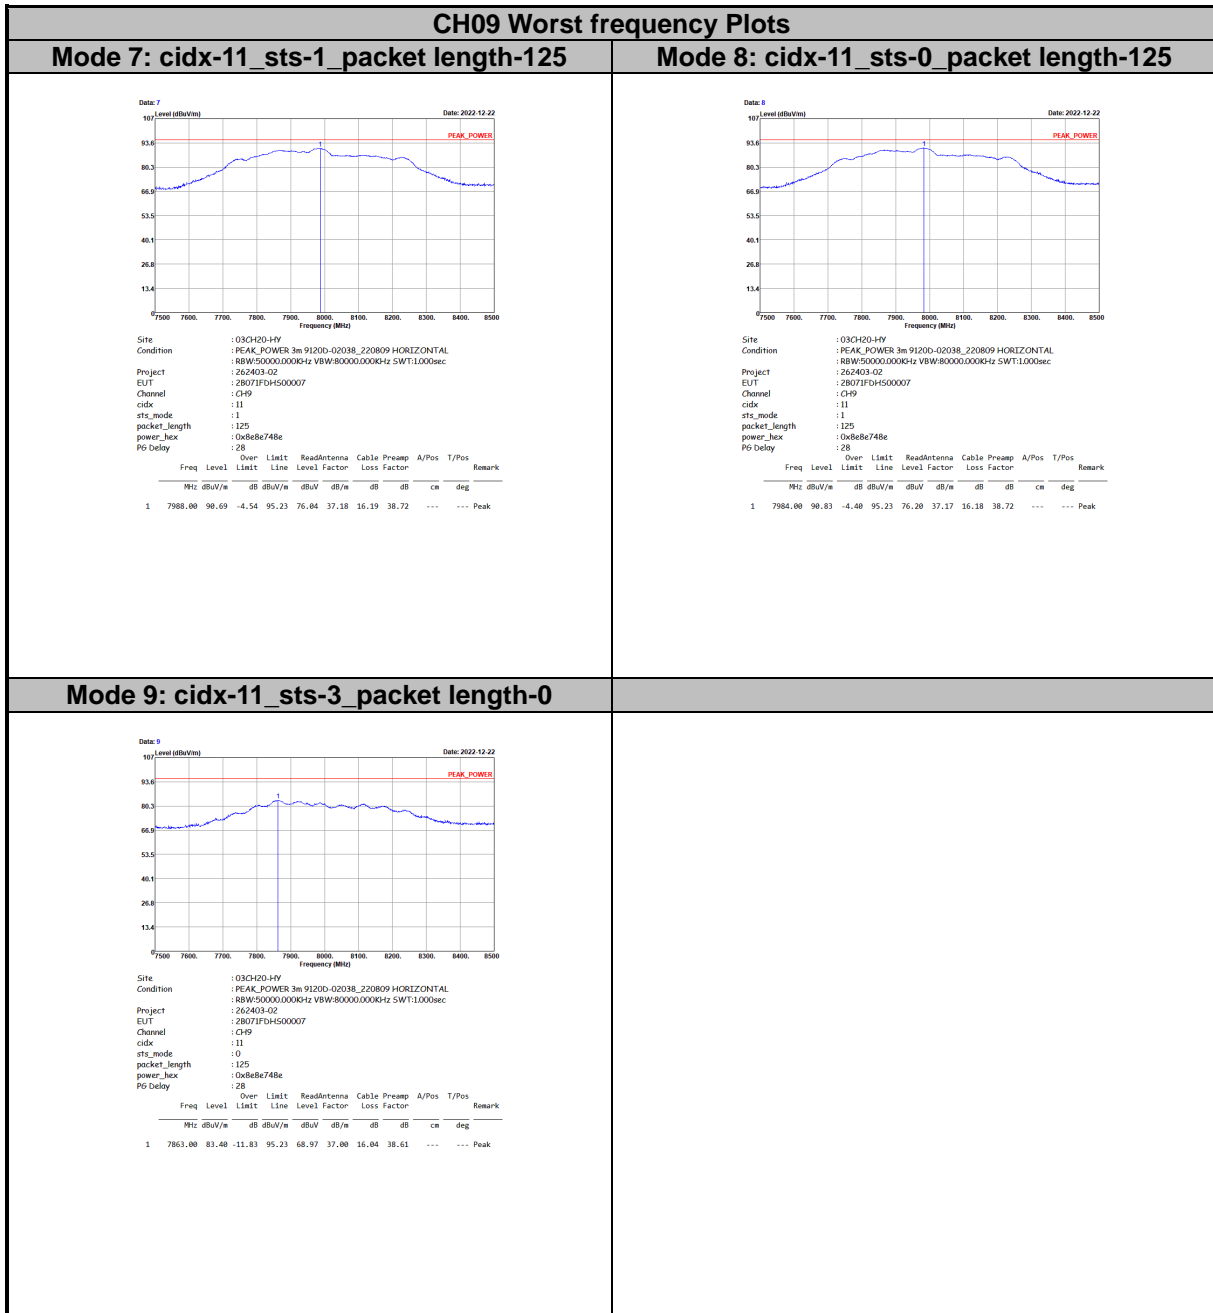 CH09 Worst frequency Plots
Mode 7: cidx-11_sts-1_packet length-125
Data: 7
Level (dBuV/m)
Date: 2022-12-22
107
PEAK_POWER
93.6
1
80.3
66.9
53.5
40.1
26.8
13.4
0
7500 7600. 7700. 7800. 7900. 8000. 8100. 8200. 8300. 8400. 8500
Frequency (MHz)
Site : 03CH20-HY
Condition : PEAK_POWER 3m 9120D-02038_220809 HORIZONTAL
: RBW:50000.000KHz VBW:80000.000KHz SWT:1.000sec
Project : 262403-02
EUT : 2B071FDHS00007
Channel : CH9
cidx : 11
sts_mode : 1
packet_length : 125
power_hex : 0x8e8e748e
PG Delay : 28
Over Limit ReadAntenna Cable Preamp A/Pos T/Pos
Freq Level Limit Line Level Factor Loss Factor Remark
MHz dBuV/m dB dBuV/m dBuV dB/m dB dB cm deg
1 7988.00 90.69 -4.54 95.23 76.04 37.18 16.19 38.72 --- --- Peak
Mode 8: cidx-11_sts-0_packet length-125
Data: 8
Level (dBuV/m)
Date: 2022-12-22
107
PEAK_POWER
93.6
1
80.3
66.9
53.5
40.1
26.8
13.4
0
7500 7600. 7700. 7800. 7900. 8000. 8100. 8200. 8300. 8400. 8500
Frequency (MHz)
Site : 03CH20-HY
Condition : PEAK_POWER 3m 9120D-02038_220809 HORIZONTAL
: RBW:50000.000KHz VBW:80000.000KHz SWT:1.000sec
Project : 262403-02
EUT : 2B071FDHS00007
Channel : CH9
cidx : 11
sts_mode : 1
packet_length : 125
power_hex : 0x8e8e748e
PG Delay : 28
Over Limit ReadAntenna Cable Preamp A/Pos T/Pos
Freq Level Limit Line Level Factor Loss Factor Remark
MHz dBuV/m dB dBuV/m dBuV dB/m dB dB cm deg
1 7984.00 90.83 -4.40 95.23 76.20 37.17 16.18 38.72 --- --- Peak
Mode 9: cidx-11_sts-3_packet length-0
Data: 9
Level (dBuV/m)
Date: 2022-12-22
107
PEAK_POWER
93.6
1
80.3
66.9
53.5
40.1
26.8
13.4
0
7500 7600. 7700. 7800. 7900. 8000. 8100. 8200. 8300. 8400. 8500
Frequency (MHz)
Site : 03CH20-HY
Condition : PEAK_POWER 3m 9120D-02038_220809 HORIZONTAL
: RBW:50000.000KHz VBW:80000.000KHz SWT:1.000sec
Project : 262403-02
EUT : 2B071FDHS00007
Channel : CH9
cidx : 11
sts_mode : 0
packet_length : 125
power_hex : 0x8e8e748e
PG Delay : 28
Over Limit ReadAntenna Cable Preamp A/Pos T/Pos
Freq Level Limit Line Level Factor Loss Factor Remark
MHz dBuV/m dB dBuV/m dBuV dB/m dB dB cm deg
1 7863.00 83.40 -11.83 95.23 68.97 37.00 16.04 38.61 --- --- Peak